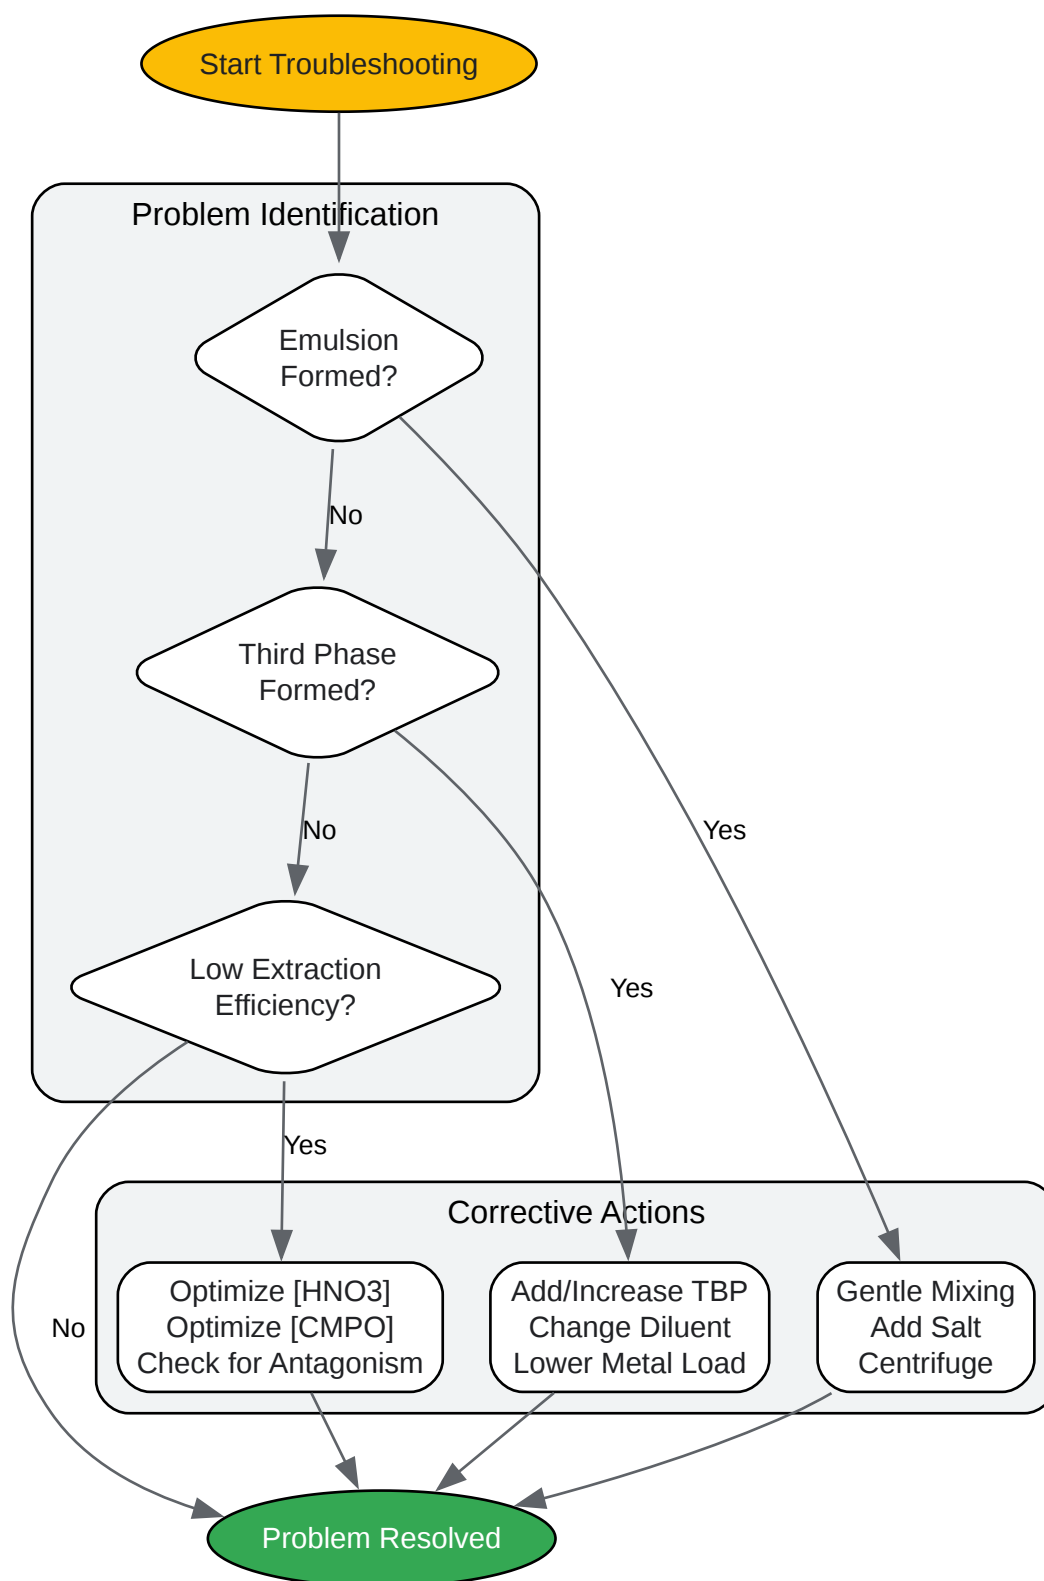 Start Troubleshooting
Problem Identification
Emulsion
Formed?
No
Third Phase
Formed?
No
Yes
Low Extraction
Efficiency?
Yes
Yes
Corrective Actions
Optimize [HNO3]
Optimize [CMPO]
Check for Antagonism
Add/Increase TBP
Change Diluent
Lower Metal Load
Gentle Mixing
Add Salt
Centrifuge
No
Problem Resolved